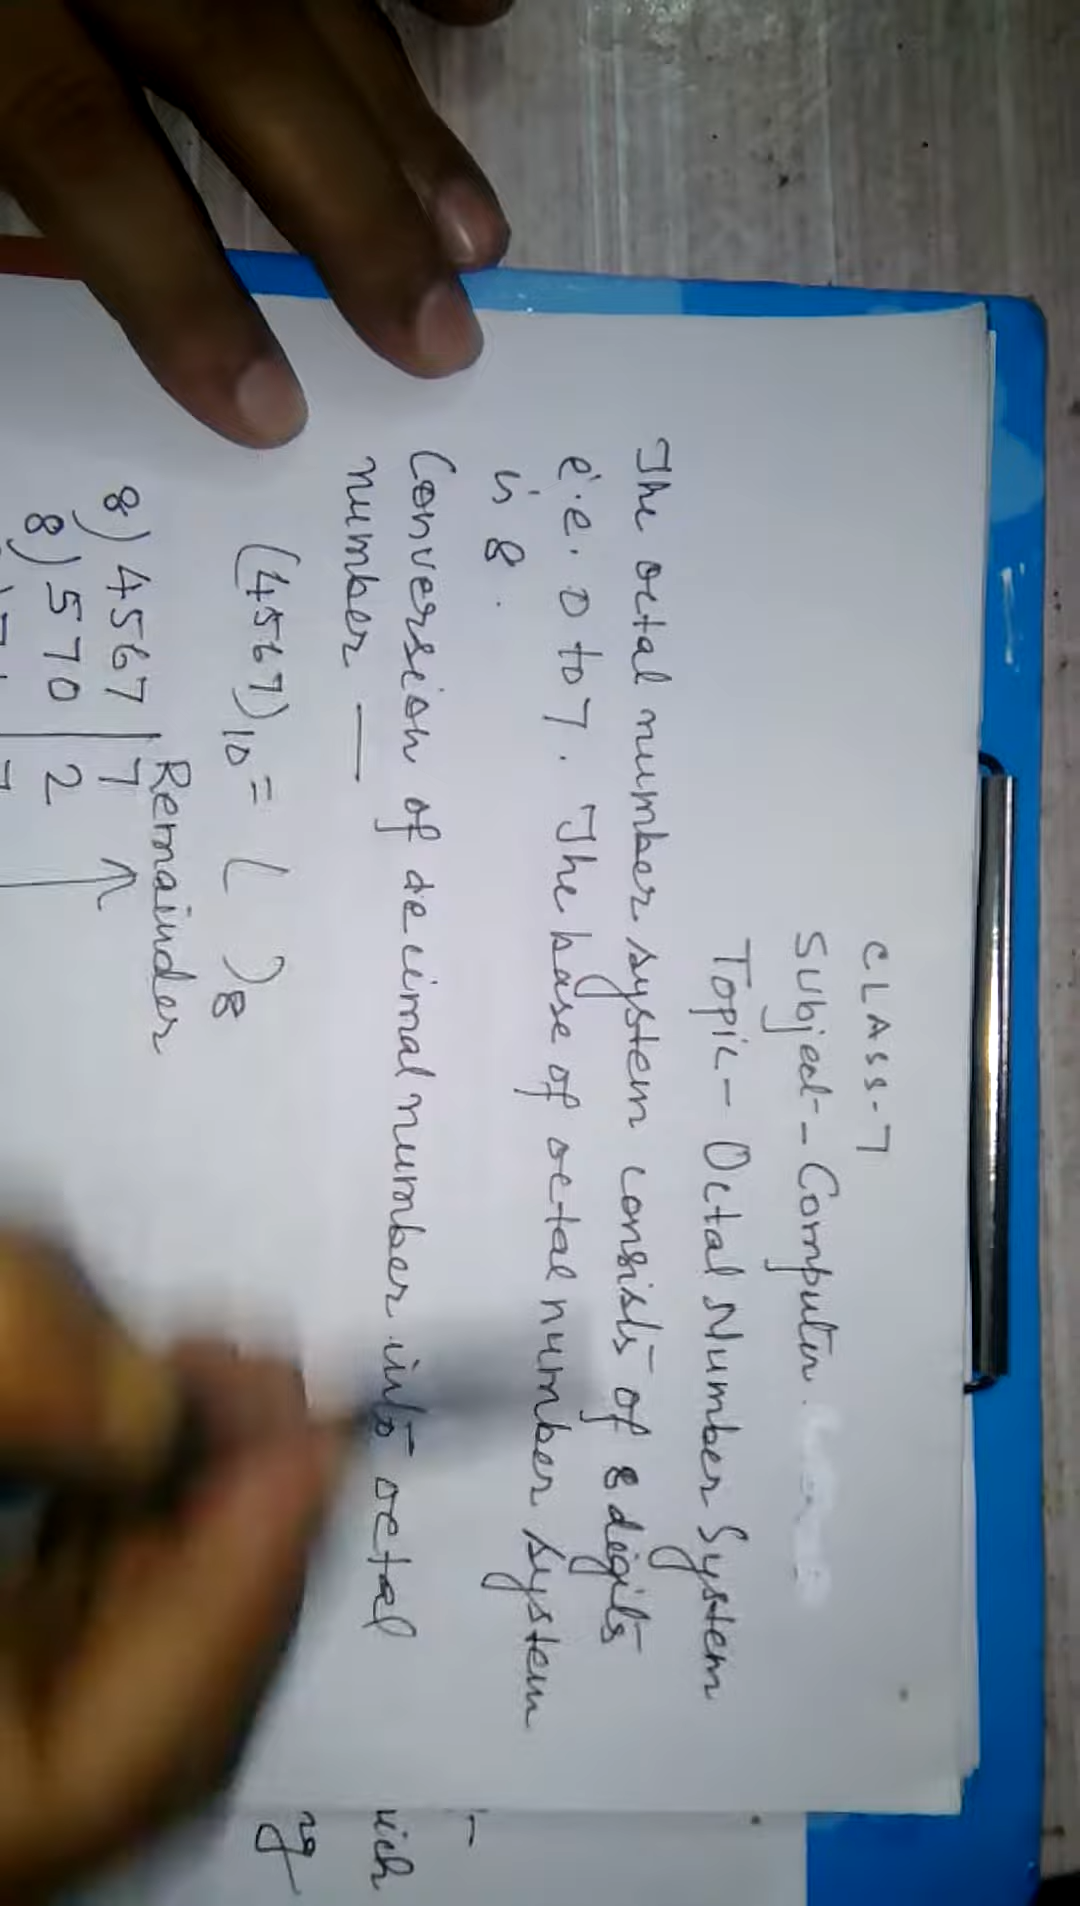 CLASS-7
Subject-Computer.
Topic- Octal Number System
The octal number system consists of 8 digits
i.e. 0 to 7. The base of octal number system
is 8.
Conversion of decimal number into octal
number —
(4567)10 = (   )8
Remainder
8) 4567 | 7 ↑
8) 570 | 2